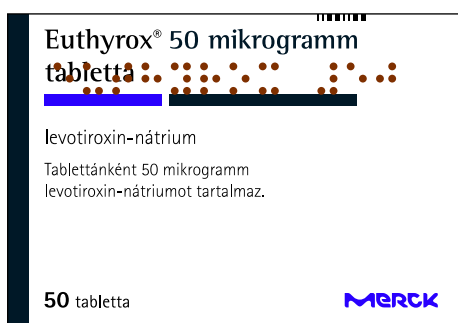 Euthyrox® 50 mikrogramm
tabletta
levotiroxin-nátrium
Tablettánként 50 mikrogramm
levotiroxin-nátriumot tartalmaz.
50 tabletta
MERCK